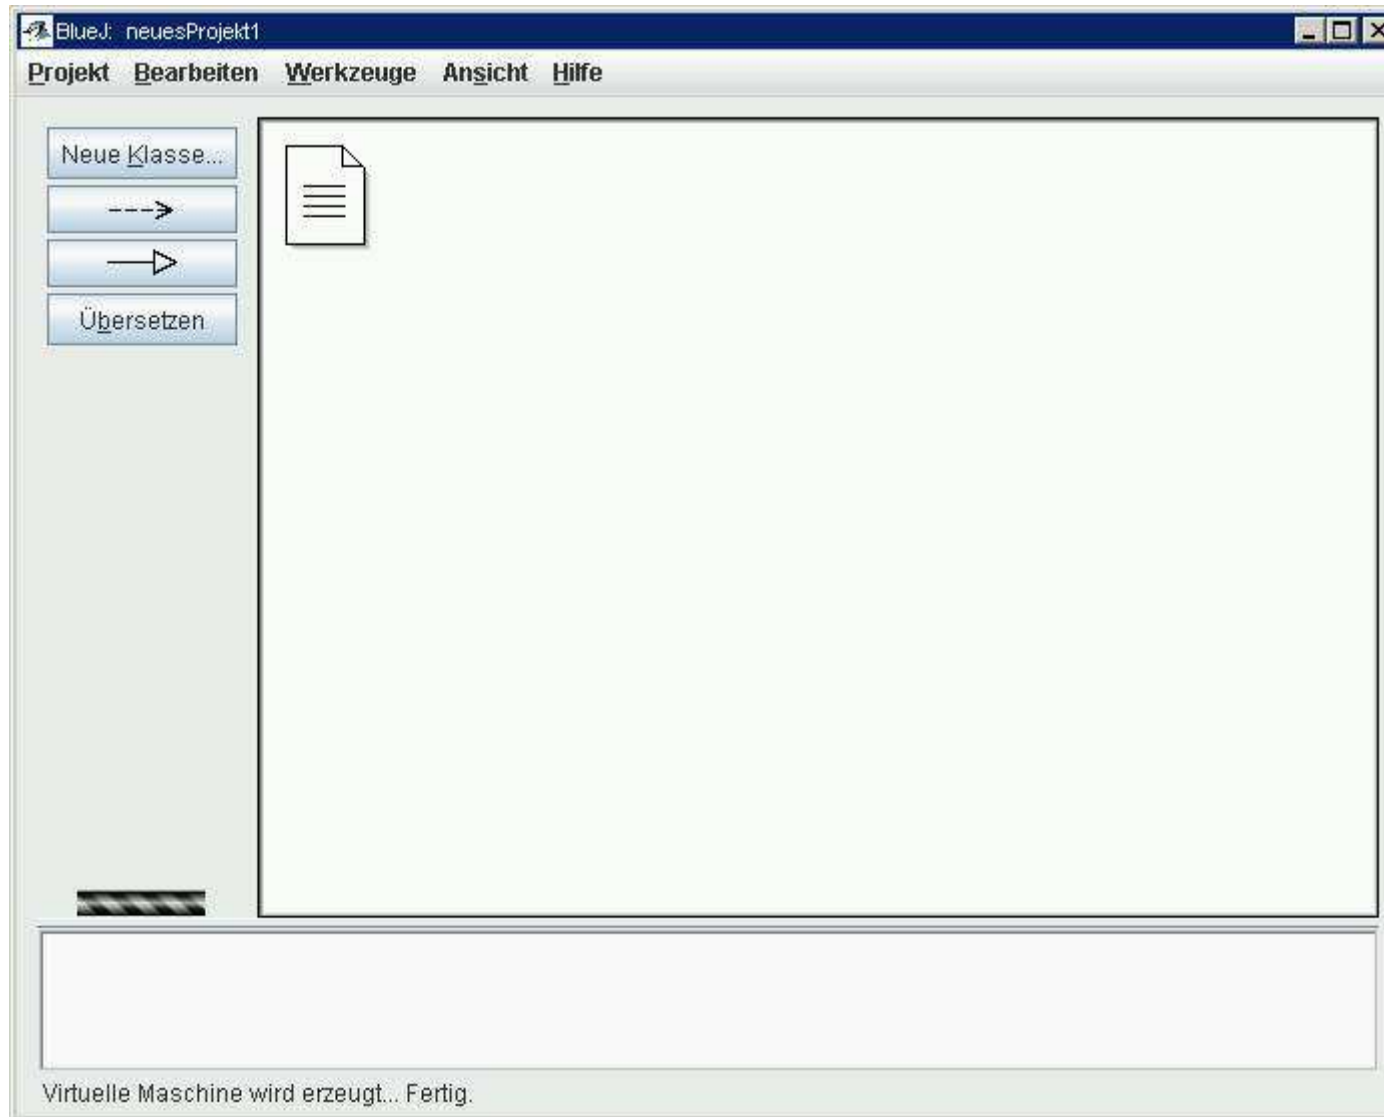 BlueJ: neuesProjekt1
Projekt Bearbeiten Werkzeuge Ansicht Hilfe
Neue Klasse...
Übersetzen
Virtuelle Maschine wird erzeugt... Fertig.